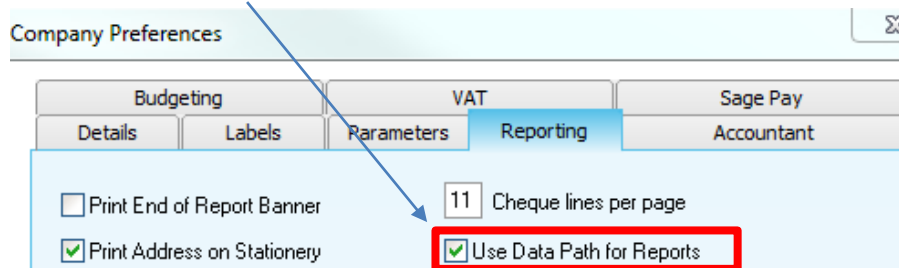 Company Preferences
Budgeting VAT Sage Pay
Details Labels Parameters Reporting Accountant
Print End of Report Banner 11 Cheque lines per page
Print Address on Stationery Use Data Path for Reports